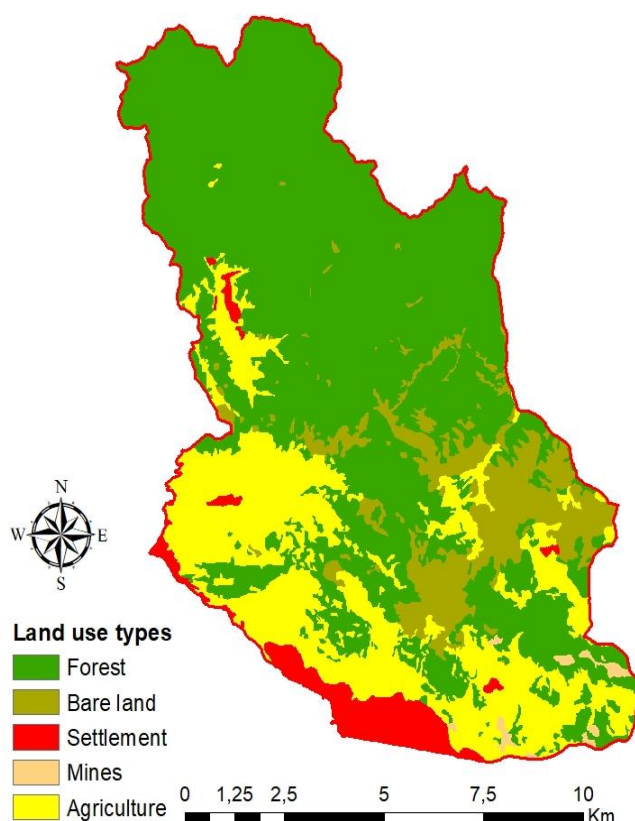 N
W E
S
Land use types
Forest
Bare land
Settlement
Mines
Agriculture
0 1,25 2,5 5 7,5 10
Km